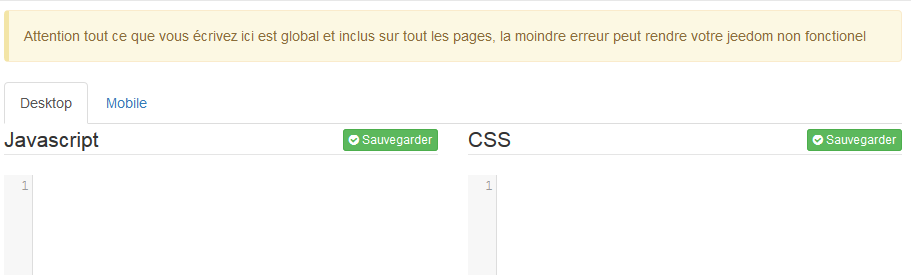 Attention tout ce que vous écrivez ici est global et inclus sur tout les pages, la moindre erreur peut rendre votre jeedom non fonctionel
Desktop
Mobile
Javascript
Sauvegarder
CSS
Sauvegarder
1
1